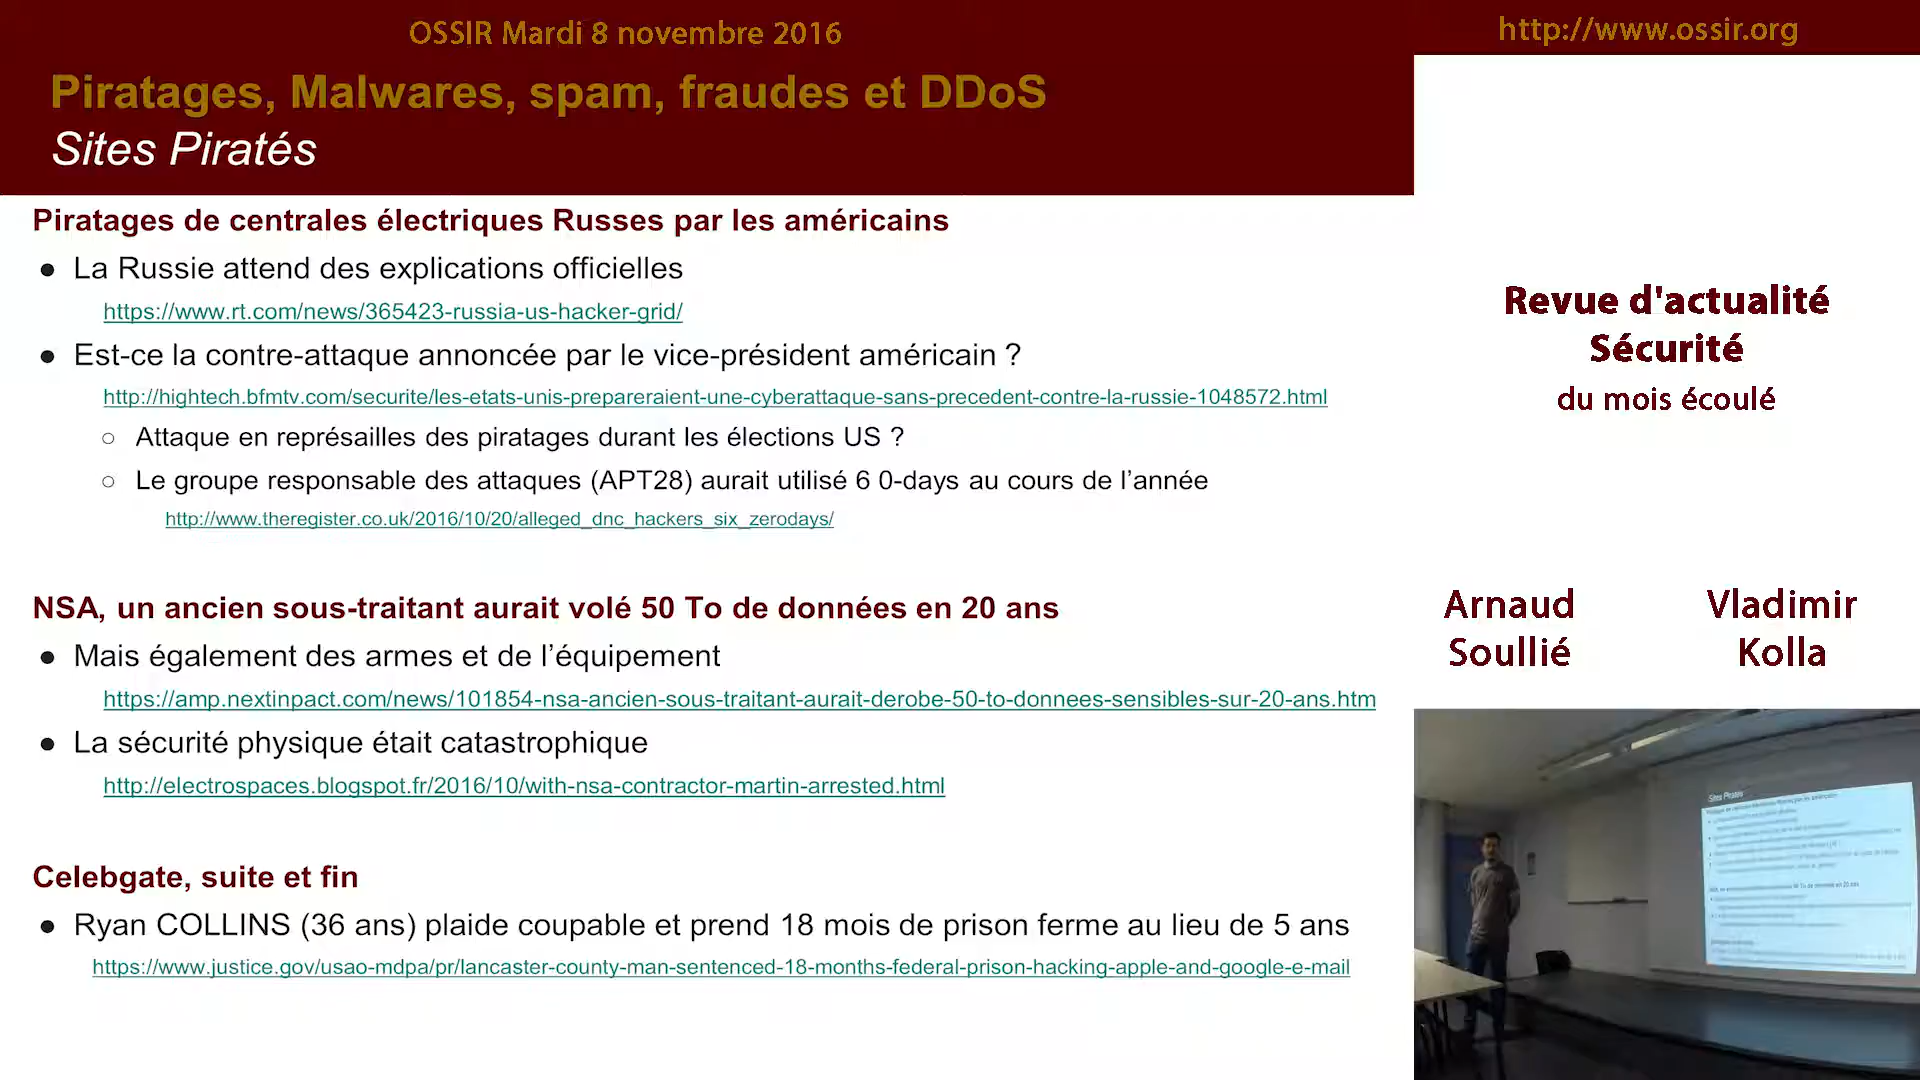 OSSIR Mardi 8 novembre 2016
http://www.ossir.org
Piratages, Malwares, spam, fraudes et DDoS
Sites Piratés
Piratages de centrales électriques Russes par les américains
● La Russie attend des explications officielles
https://www.rt.com/news/365423-russia-us-hacker-grid/
● Est-ce la contre-attaque annoncée par le vice-président américain ?
http://hightech.bfmtv.com/securite/les-etats-unis-prepareraient-une-cyberattaque-sans-precedent-contre-la-russie-1048572.html
○ Attaque en représailles des piratages durant les élections US ?
○ Le groupe responsable des attaques (APT28) aurait utilisé 6 0-days au cours de l’année
http://www.theregister.co.uk/2016/10/20/alleged_dnc_hackers_six_zerodays/
NSA, un ancien sous-traitant aurait volé 50 To de données en 20 ans
● Mais également des armes et de l’équipement
https://amp.nextinpact.com/news/101854-nsa-ancien-sous-traitant-aurait-derobe-50-to-donnees-sensibles-sur-20-ans.htm
● La sécurité physique était catastrophique
http://electrospaces.blogspot.fr/2016/10/with-nsa-contractor-martin-arrested.html
Celebgate, suite et fin
● Ryan COLLINS (36 ans) plaide coupable et prend 18 mois de prison ferme au lieu de 5 ans
https://www.justice.gov/usao-mdpa/pr/lancaster-county-man-sentenced-18-months-federal-prison-hacking-apple-and-google-e-mail
Revue d'actualité
Sécurité
du mois écoulé
Arnaud
Soullié
Vladimir
Kolla
Sites Piratés